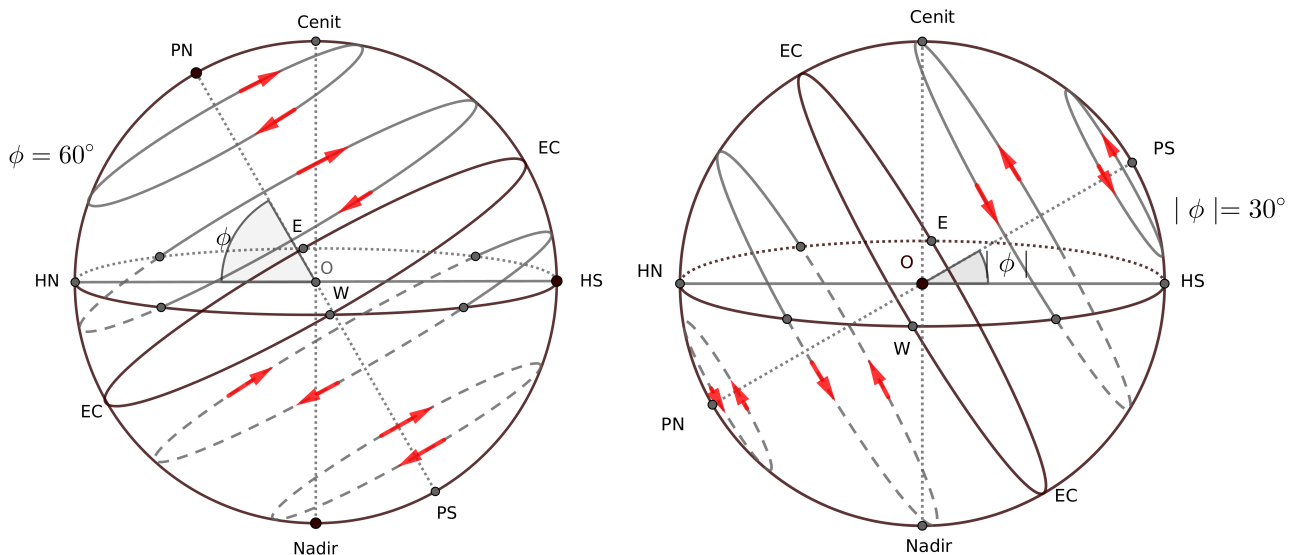 Cenit
PN
EC
ϕ = 60°
ϕ
E
O
HN
W
HS
EC
PS
Nadir
Cenit
EC
PS
| ϕ |= 30°
E
O
| ϕ |
HN
HS
W
PN
EC
Nadir